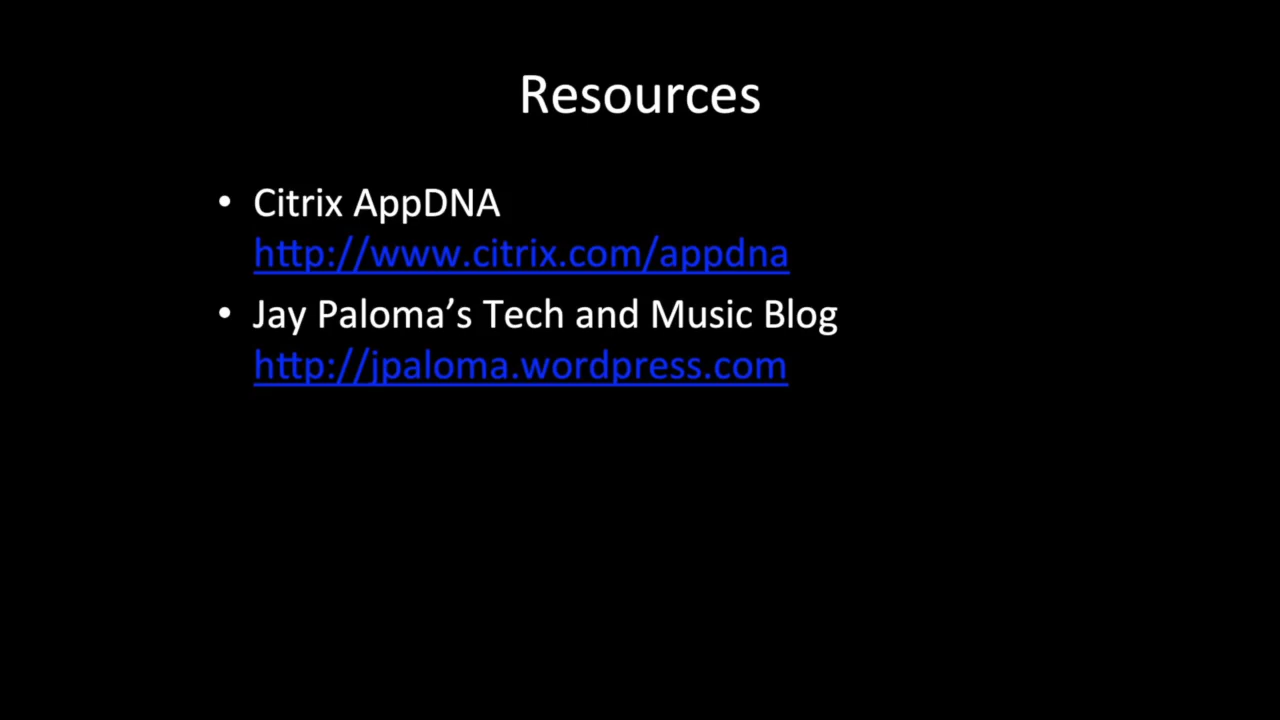 Resources
• Citrix AppDNA
http://www.citrix.com/appdna
• Jay Paloma’s Tech and Music Blog
http://jpaloma.wordpress.com